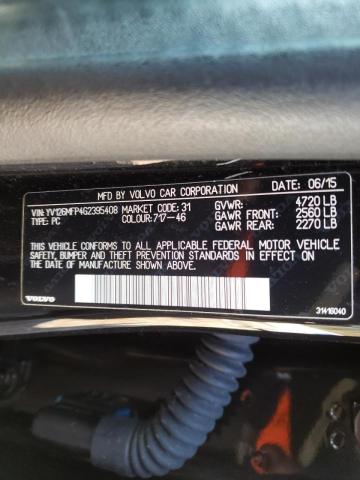 MFD BY VOLVO CAR CORPORATION DATE: 06/15
VIN: YV126MFP4G2395408 MARKET CODE: 31 GVWR: 4720 LB
TYPE: PC COLOUR: 717-46 GAWR FRONT: 2560 LB
GAWR REAR: 2270 LB
THIS VEHICLE CONFORMS TO ALL APPLICABLE FEDERAL MOTOR VEHICLE
SAFETY, BUMPER AND THEFT PREVENTION STANDARDS IN EFFECT ON
THE DATE OF MANUFACTURE SHOWN ABOVE.
VOLVO 31416040